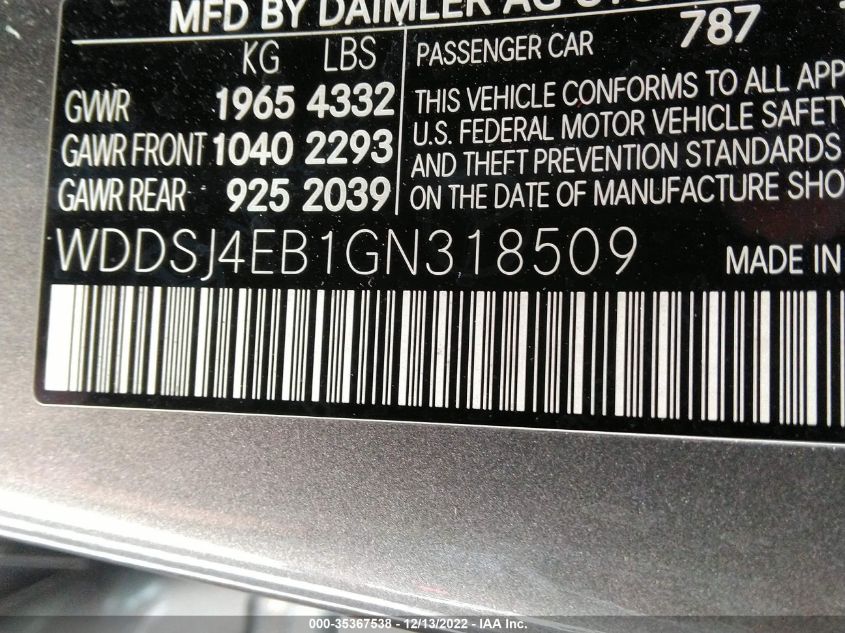 MFD BY DAIMLER AG
KG LBS
GVWR 1965 4332
GAWR FRONT 1040 2293
GAWR REAR 925 2039
PASSENGER CAR 787
THIS VEHICLE CONFORMS TO ALL APP
U.S. FEDERAL MOTOR VEHICLE SAFETY
AND THEFT PREVENTION STANDARDS
ON THE DATE OF MANUFACTURE SHO
WDDSJ4EB1GN318509 MADE IN
000-35367538 - 12/13/2022 - IAA Inc.